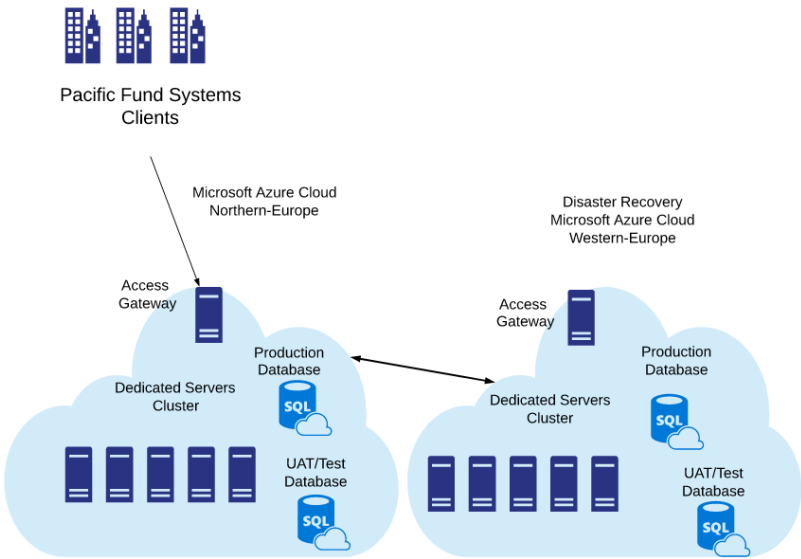 Pacific Fund Systems
Clients
Microsoft Azure Cloud
Northern-Europe
Disaster Recovery
Microsoft Azure Cloud
Western-Europe
Access
Gateway
Production
Database
SQL
Dedicated Servers
Cluster
UAT/Test
Database
SQL
Access
Gateway
Production
Database
SQL
Dedicated Servers
Cluster
UAT/Test
Database
SQL